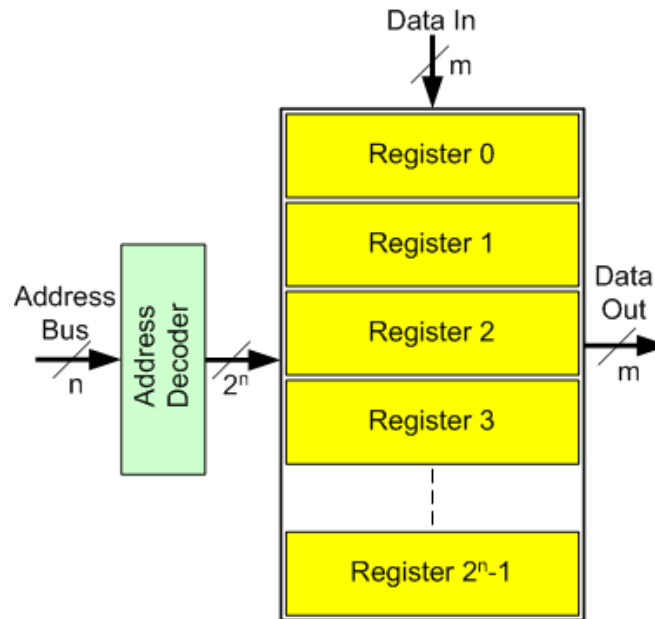 Data In
m
Register 0
Register 1
Register 2
Register 3
Register 2ⁿ-1
Address
Bus
n
Address
Decoder
2ⁿ
Data
Out
m